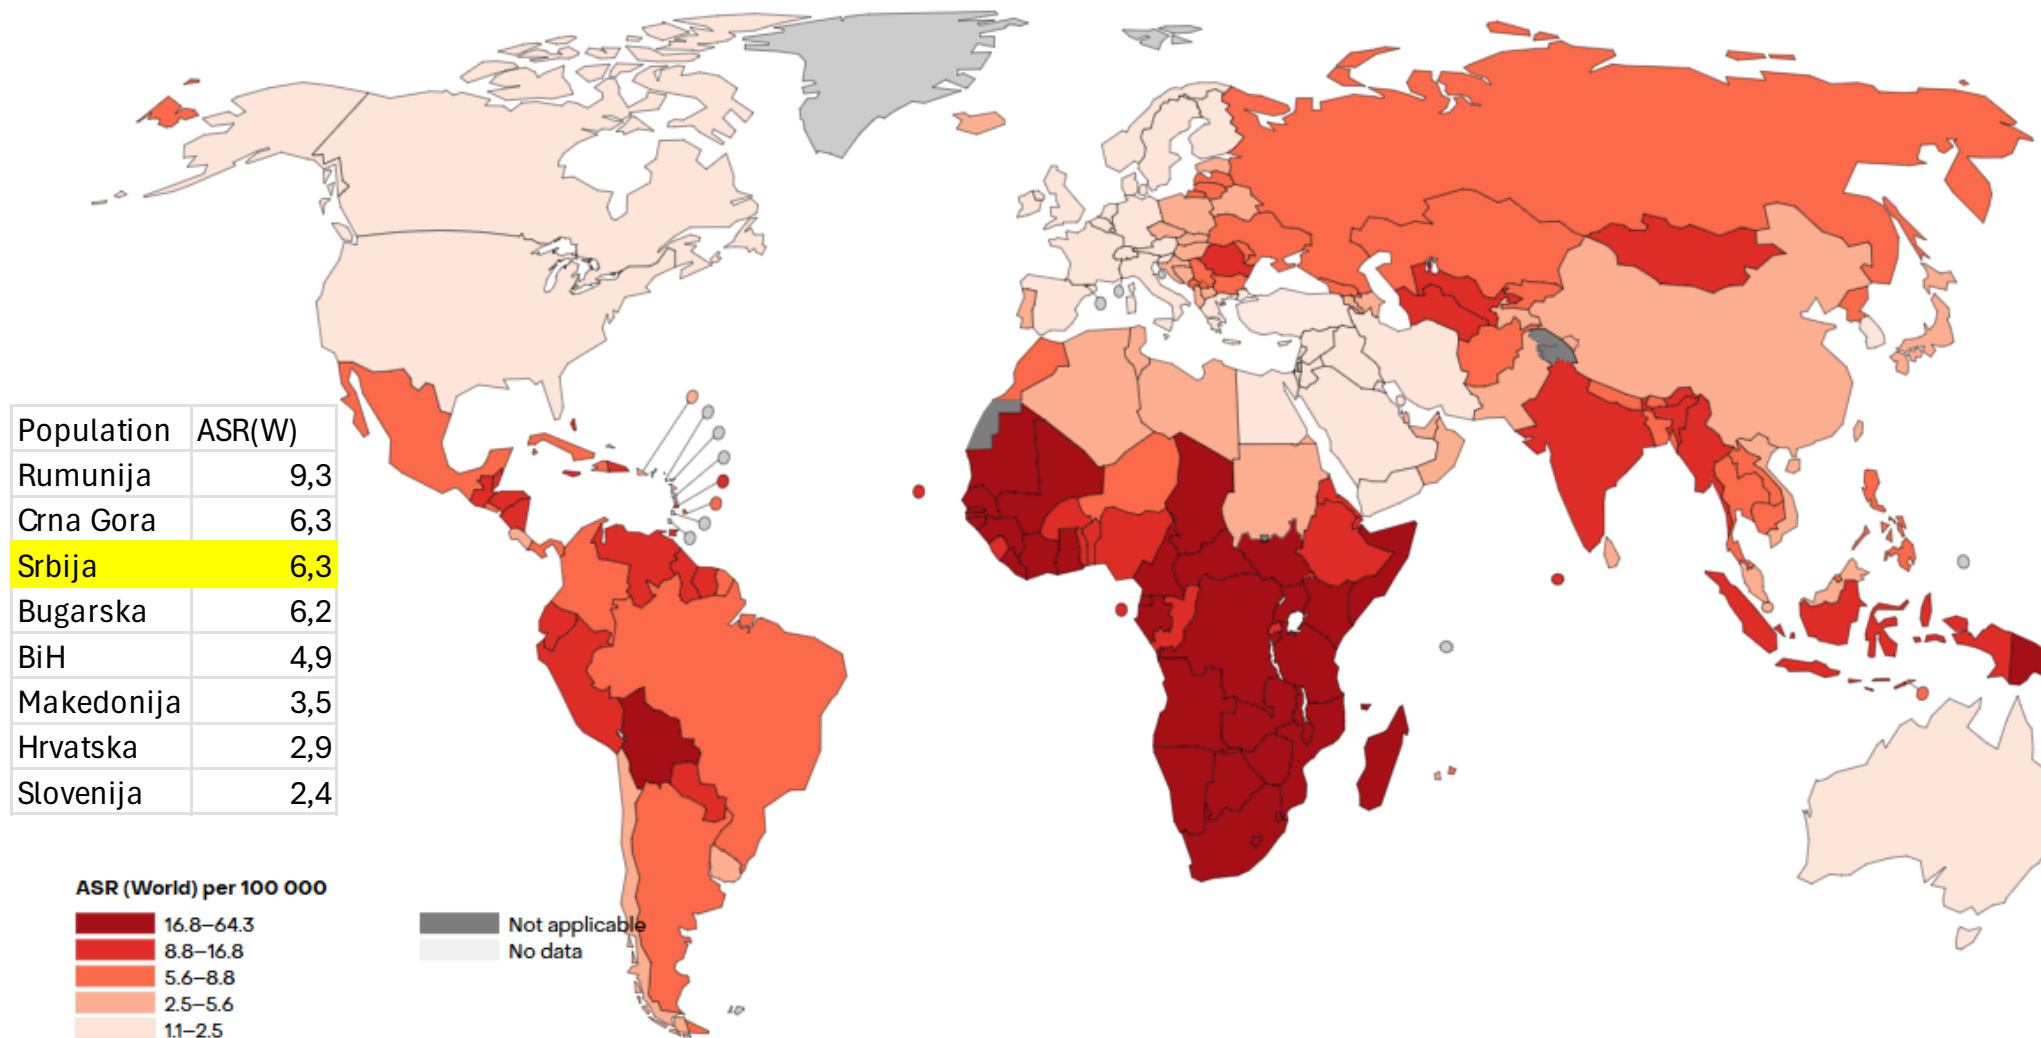 Population ASR(W)
Rumunija 9,3
Crna Gora 6,3
Srbija 6,3
Bugarska 6,2
BiH 4,9
Makedonija 3,5
Hrvatska 2,9
Slovenija 2,4
ASR (World) per 100 000
16.8–64.3
8.8–16.8
5.6–8.8
2.5–5.6
1.1–2.5
Not applicable
No data